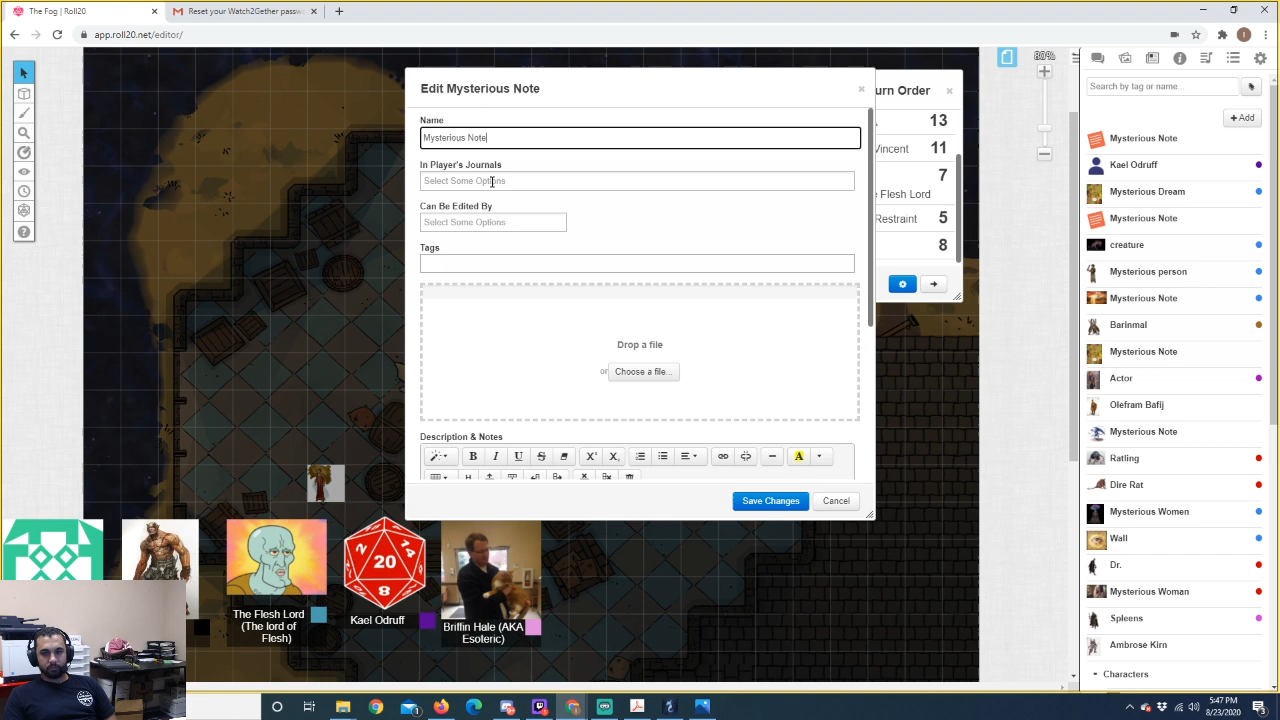 The Fog | Roll20
Reset your Watch2Gether passwo
app.roll20.net/editor/
80%
Edit Mysterious Note
Name
Mysterious Note
In Player's Journals
Select Some Options
Can Be Edited By
Select Some Options
Tags
Drop a file
or Choose a file...
Description & Notes
Save Changes
Cancel
urn Order
13
Vincent 11
7
Flesh Lord
Restraint 5
8
Search by tag or name...
+ Add
Mysterious Note
Kael Odruff
Mysterious Dream
Mysterious Note
creature
Mysterious person
Mysterious Note
Barinmal
Mysterious Note
Actor
Olefram Bafij
Mysterious Note
Ratling
Dire Rat
Mysterious Women
Wall
Dr.
Mysterious Woman
Spleens
Ambrose Kirn
Characters
The Flesh Lord
(The lord of
Flesh)
20
8
14
2
Kael Odruff
Briffin Hale (AKA
Esoteric)
5:47 PM
8/23/2020